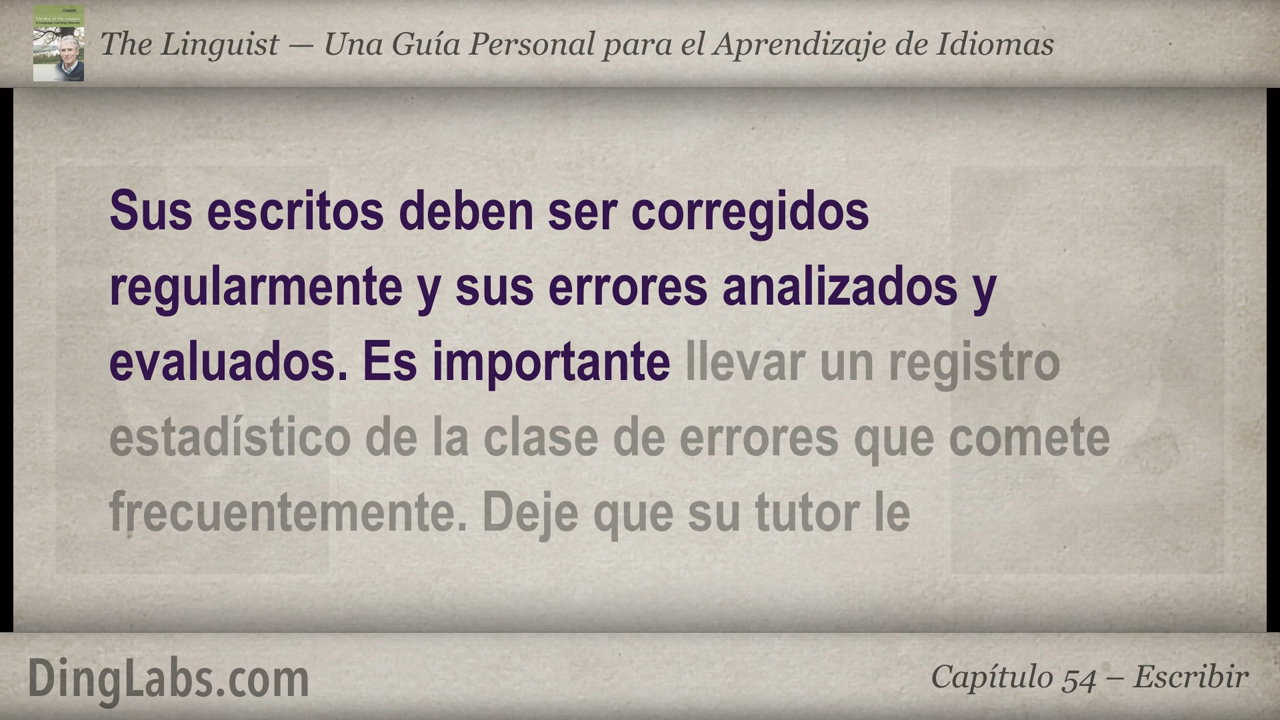 The Linguist — Una Guía Personal para el Aprendizaje de Idiomas
Sus escritos deben ser corregidos
regularmente y sus errores analizados y
evaluados. Es importante llevar un registro
estadístico de la clase de errores que comete
frecuentemente. Deje que su tutor le
DingLabs.com
Capítulo 54 – Escribir